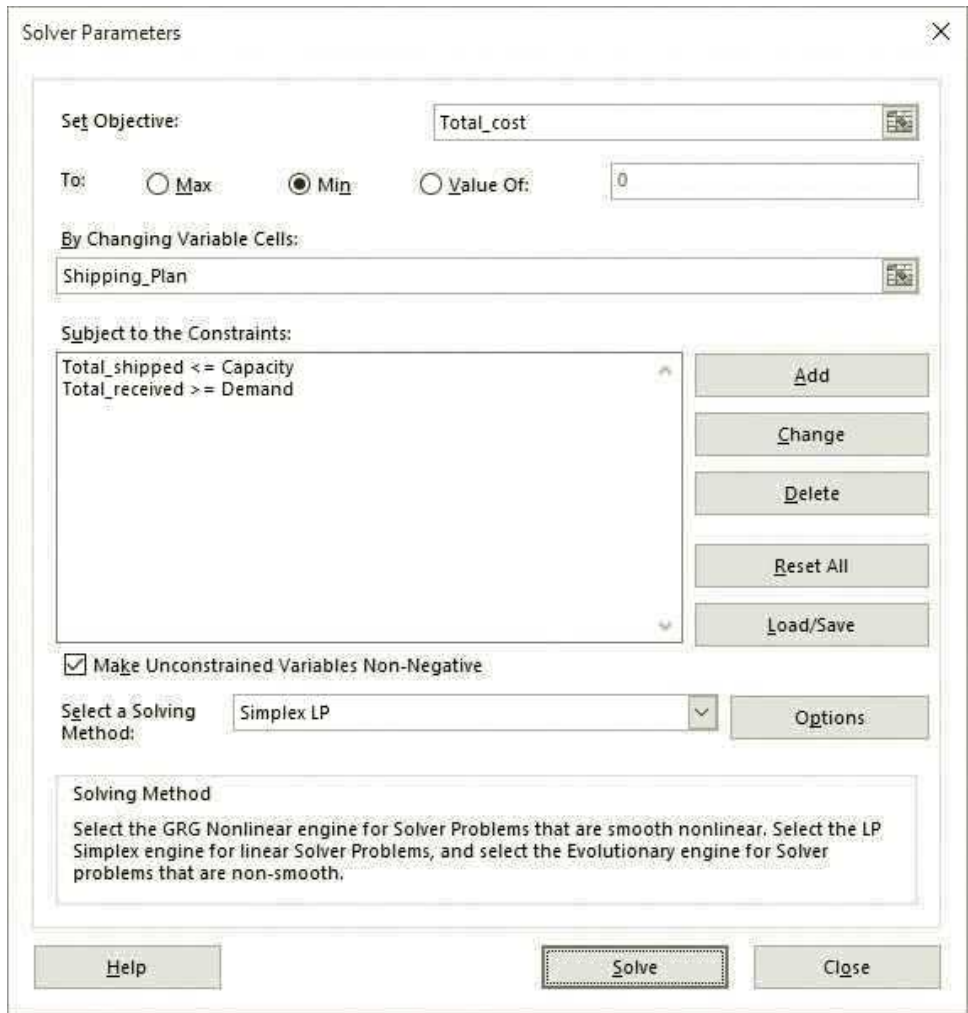 Solver Parameters
Set Objective:
Total_cost
To:
Max
Min
Value Of:
0
By Changing Variable Cells:
Shipping_Plan
Subject to the Constraints:
Total_shipped <= Capacity
Total_received >= Demand
Add
Change
Delete
Reset All
Load/Save
Make Unconstrained Variables Non-Negative
Select a Solving
Method:
Simplex LP
Options
Solving Method
Select the GRG Nonlinear engine for Solver Problems that are smooth nonlinear. Select the LP
Simplex engine for linear Solver Problems, and select the Evolutionary engine for Solver
problems that are non-smooth.
Help
Solve
Close